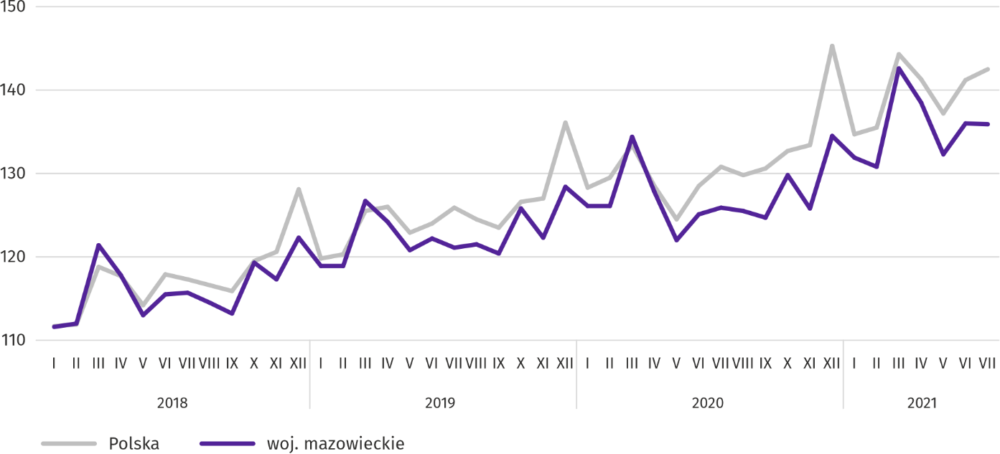 150
140
130
120
110
I II III IV V VI VII VIII IX X XI XII I II III IV V VI VII VIII IX X XI XII I II III IV V VI VII VIII IX X XI XII I II III IV V VI VII
2018 2019 2020 2021
Polska woj. mazowieckie